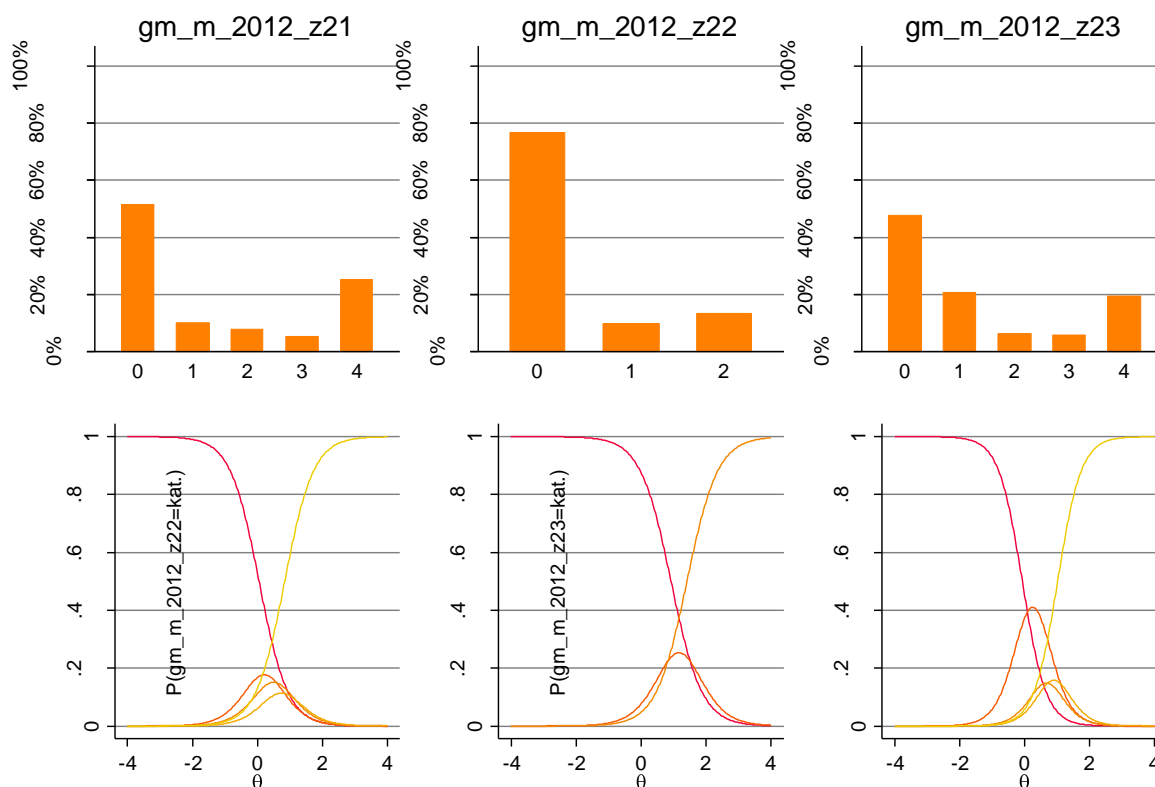 gm_m_2012_z21
gm_m_2012_z22
gm_m_2012_z23
100%
80%
60%
40%
20%
0%
0 1 2 3 4
100%
80%
60%
40%
20%
0%
0 1 2
100%
80%
60%
40%
20%
0%
0 1 2 3 4
1
.8
.6
.4
.2
0
-4 -2 0 2 4
θ
P(gm_m_2012_z22=kat.)
1
.8
.6
.4
.2
0
-4 -2 0 2 4
θ
P(gm_m_2012_z23=kat.)
1
.8
.6
.4
.2
0
-4 -2 0 2 4
θ